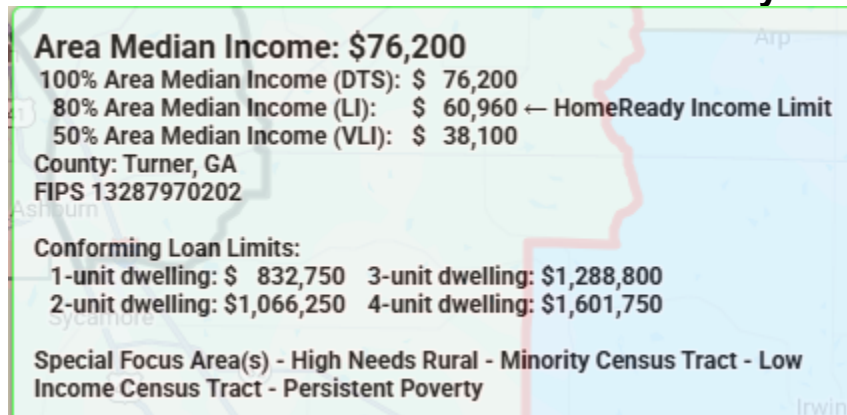 Arp
Area Median Income: $76,200
100% Area Median Income (DTS): $ 76,200
80% Area Median Income (LI): $ 60,960 ← HomeReady Income Limit
50% Area Median Income (VLI): $ 38,100
County: Turner, GA
FIPS 13287970202
Ashburn
Conforming Loan Limits:
1-unit dwelling: $ 832,750 3-unit dwelling: $1,288,800
2-unit dwelling: $1,066,250 4-unit dwelling: $1,601,750
Sycamore
Special Focus Area(s) - High Needs Rural - Minority Census Tract - Low
Income Census Tract - Persistent Poverty
Irwin